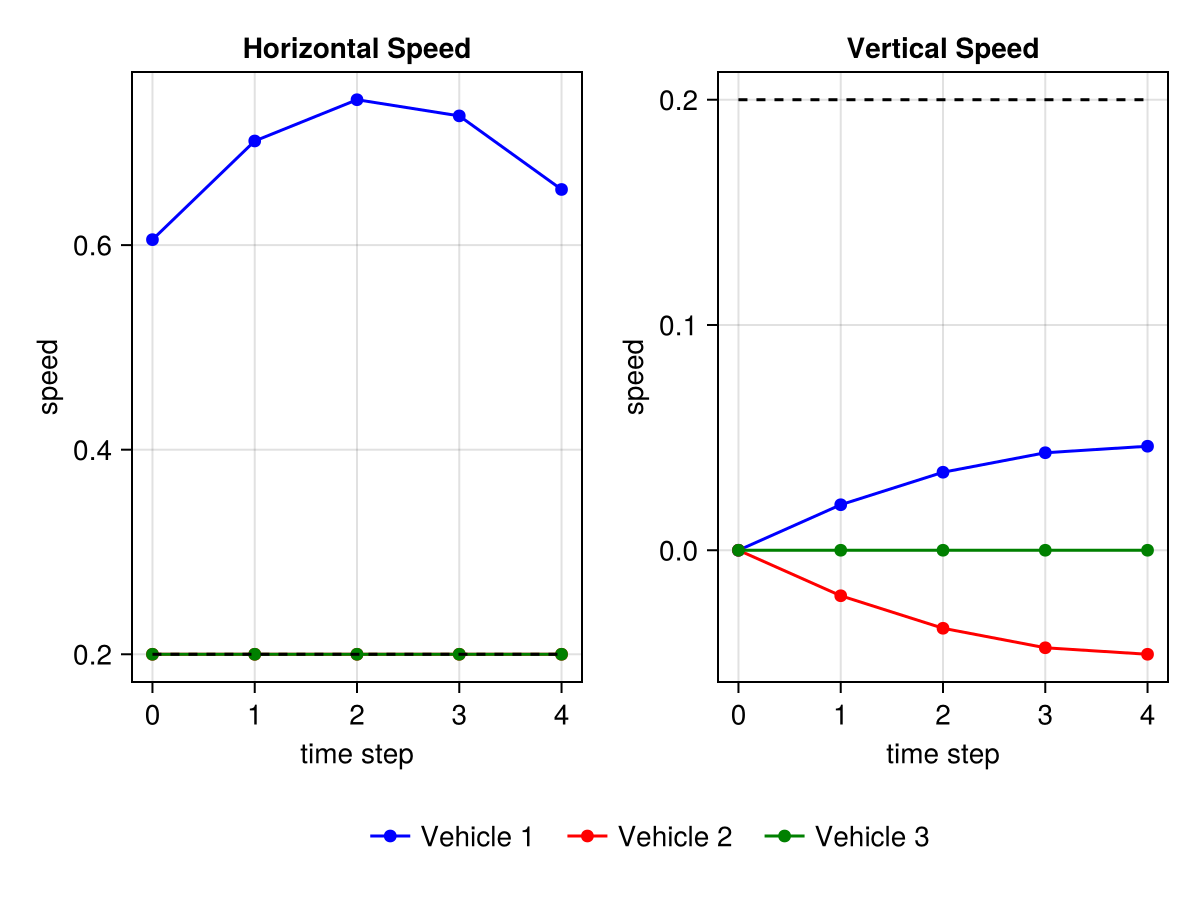 Horizontal Speed
speed
0.6
0.4
0.2
0
1
2
3
4
time step
Vertical Speed
speed
0.2
0.1
0.0
0
1
2
3
4
time step
Vehicle 1
Vehicle 2
Vehicle 3